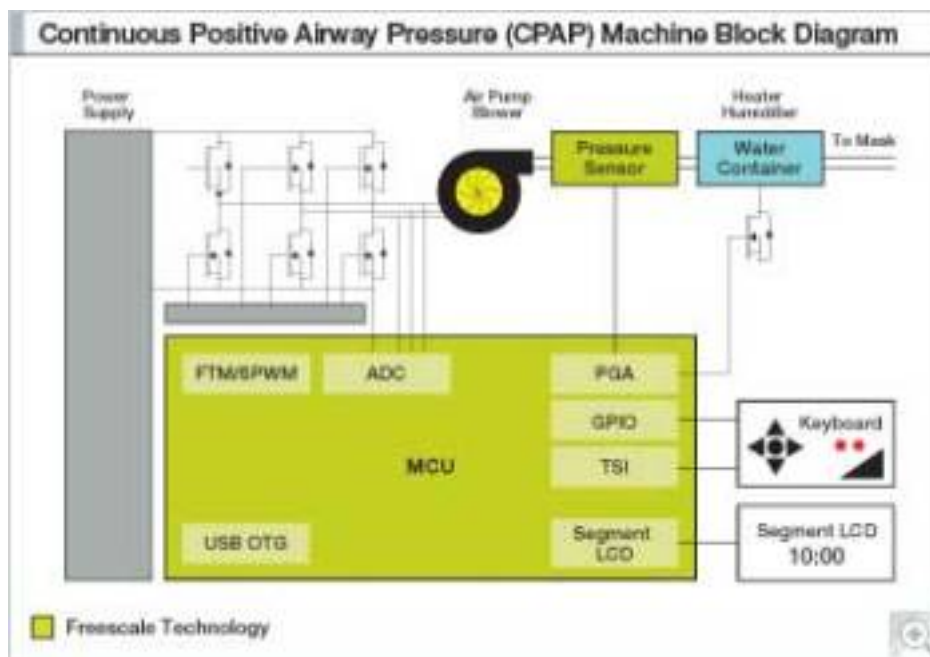 Continuous Positive Airway Pressure (CPAP) Machine Block Diagram
Power
Supply
Air Pump
Blower
Heater
Humidifier
Pressure
Sensor
Water
Container
To Mask
FTM/SPWM
ADC
PGA
GPIO
Keyboard
MCU
TSI
USB OTG
Segment
LCD
Segment LCD
10:00
Freescale Technology